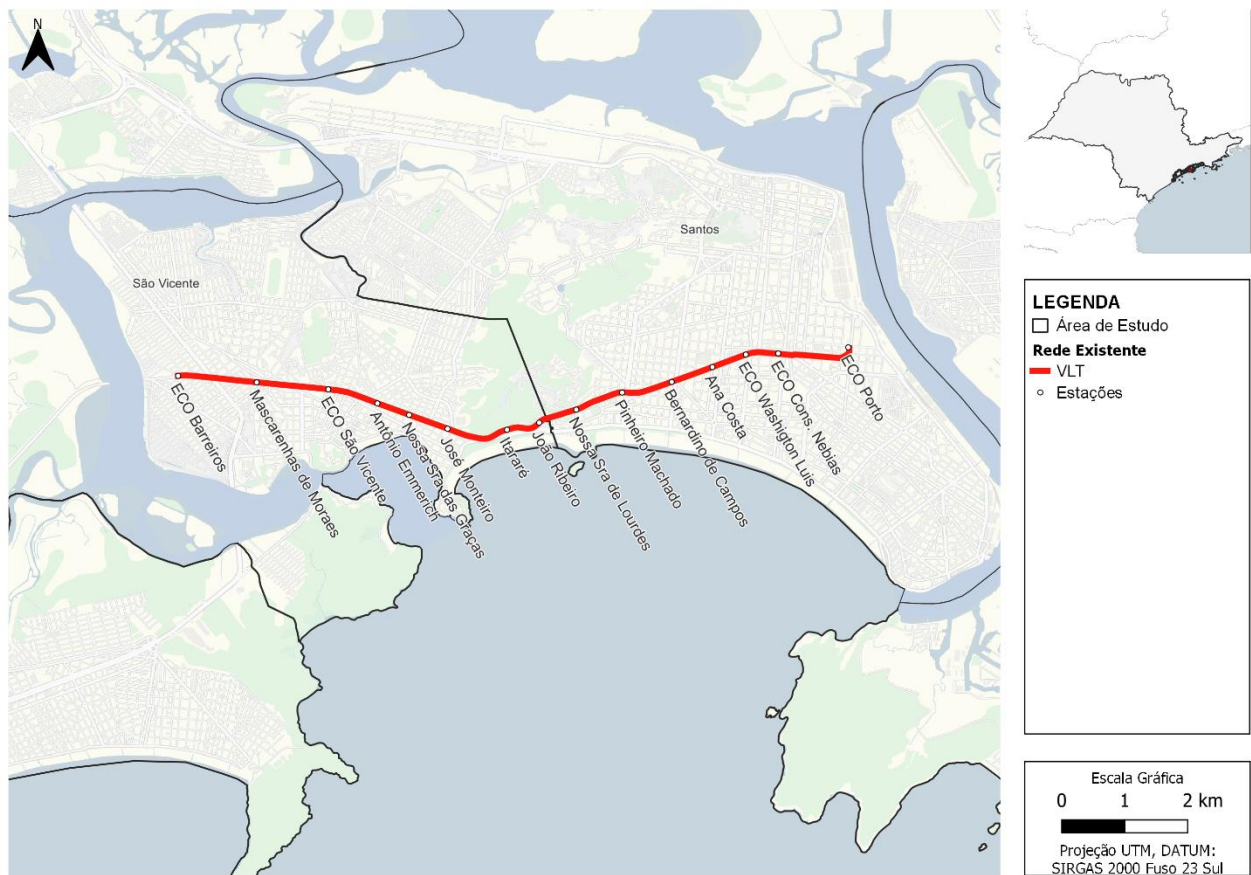 N
Santos
São Vicente
ECO Barreiros
Mascarenhas de Moraes
ECO São Vicente
Antônio Emmerich
Nossa Sra das Graças
José Monteiro
Itararé
João Ribeiro
Nossa Sra de Lourdes
Pinheiro Machado
Bernardino de Campos
Ana Costa
ECO Washigton Luis
ECO Cons. Nebias
ECO Porto
LEGENDA
Área de Estudo
Rede Existente
VLT
Estações
Escala Gráfica
0 1 2 km
Projeção UTM, DATUM:
SIRGAS 2000 Fuso 23 Sul